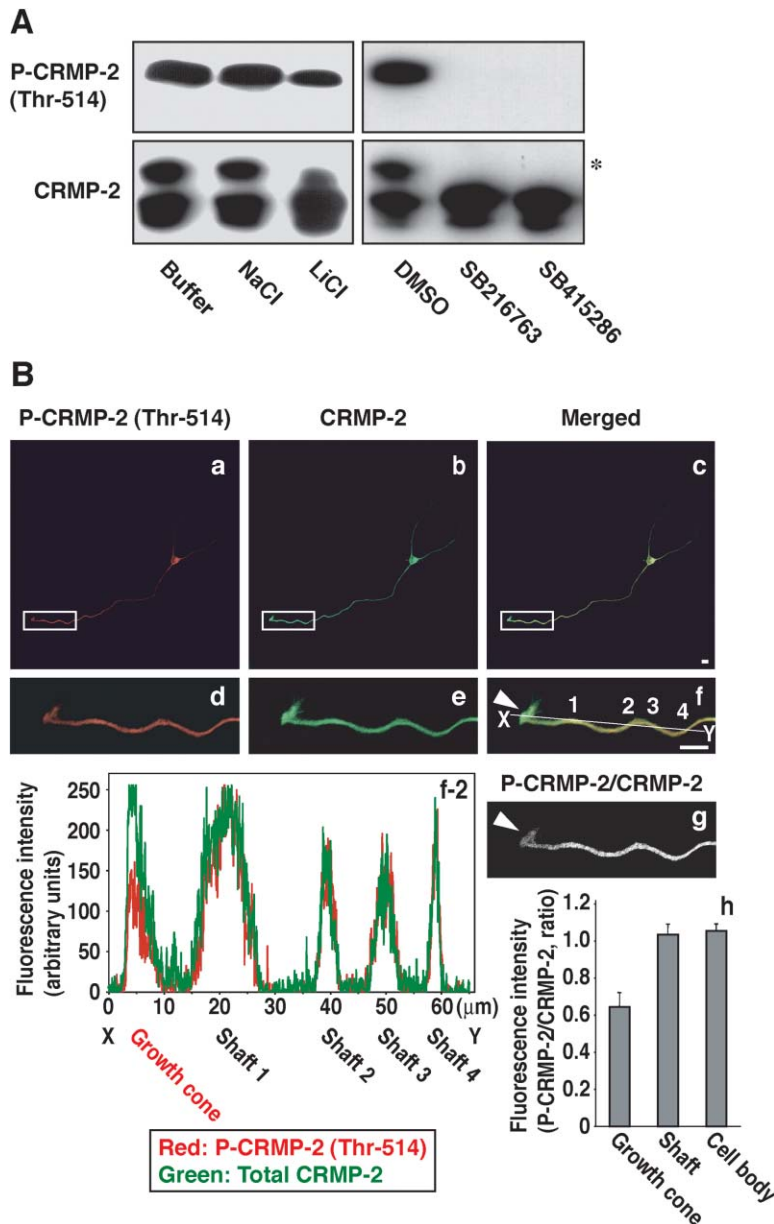 A
P-CRMP-2
(Thr-514)
CRMP-2
*
Buffer
NaCl
LiCl
DMSO
SB216763
SB415286
B
P-CRMP-2 (Thr-514)
CRMP-2
Merged
a
b
c
d
e
f
X
1
2
3
4
Y
Fluorescence intensity
(arbitrary units)
250
200
150
100
50
0
f-2
0 10 20 30 40 50 60 (μm)
X
Y
Growth cone
Shaft 1
Shaft 2
Shaft 3
Shaft 4
Red: P-CRMP-2 (Thr-514)
Green: Total CRMP-2
P-CRMP-2/CRMP-2
g
h
Fluorescence intensity
(P-CRMP-2/CRMP-2, ratio)
1.2
1.0
0.8
0.6
0.4
0.2
0
Growth cone
Shaft
Cell body